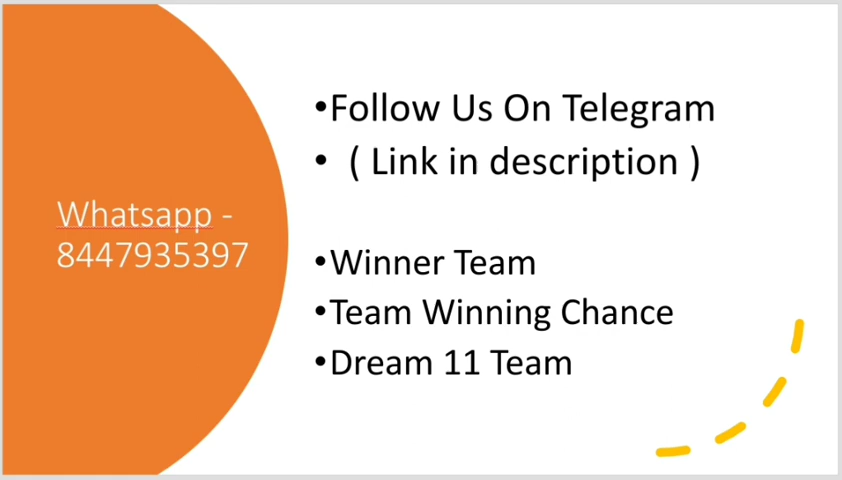 Whatsapp -
8447935397
•Follow Us On Telegram
• ( Link in description )
•Winner Team
•Team Winning Chance
•Dream 11 Team